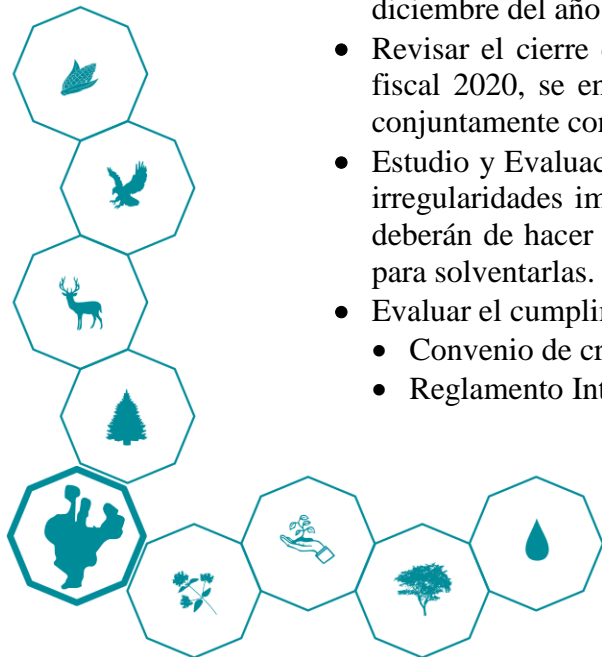 diciembre del año
• Revisar el cierre
fiscal 2020, se en
conjuntamente con
• Estudio y Evaluac
irregularidades im
deberán de hacer
para solventarlas.
• Evaluar el cumplin
• Convenio de cr
• Reglamento Int